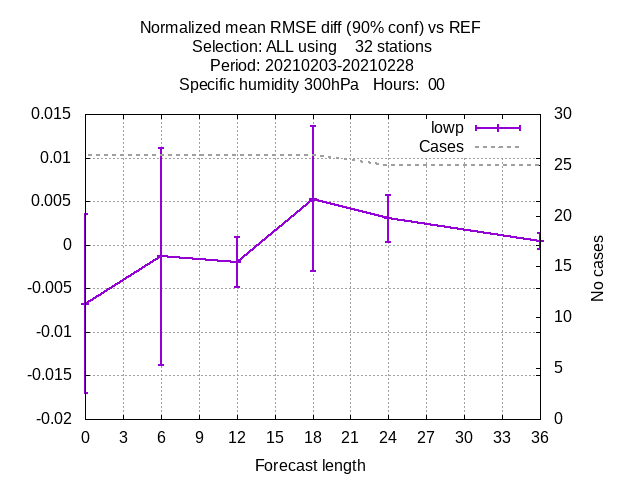 Normalized mean RMSE diff (90% conf) vs REF
Selection: ALL using    32 stations
Period: 20210203-20210228
Specific humidity 300hPa   Hours:  00
0.015
0.01
0.005
0
-0.005
-0.01
-0.015
-0.02
lowp
Cases
30
25
20
15
10
5
0
No cases
0 3 6 9 12 15 18 21 24 27 30 33 36
Forecast length